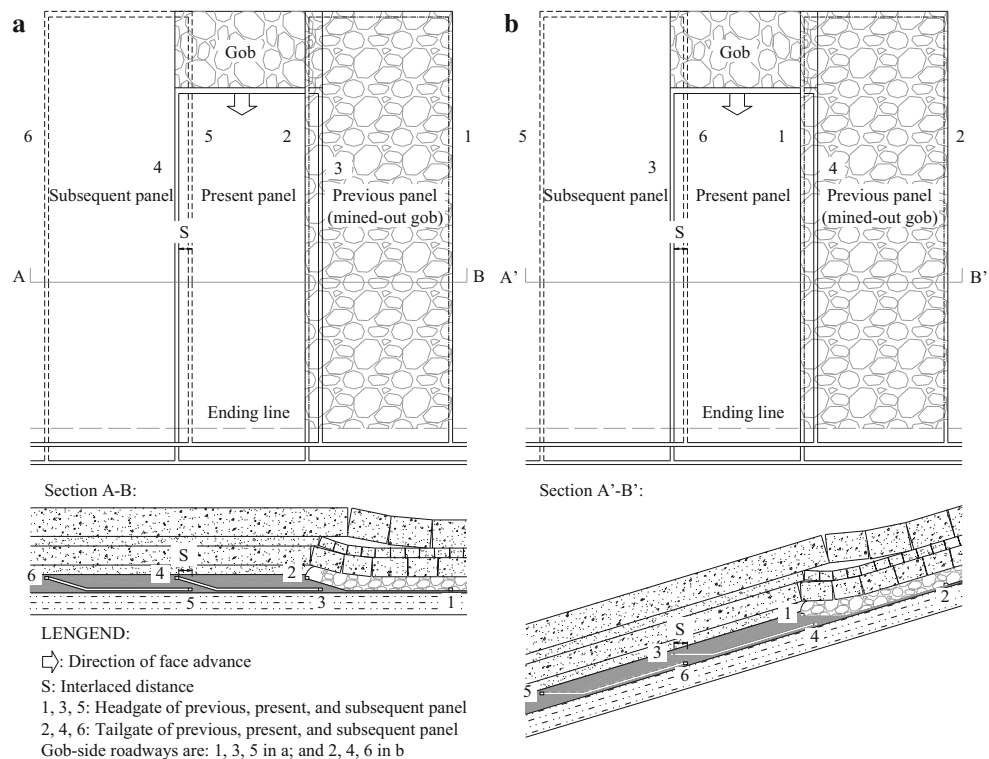 a
Gob
6
5 2
1
4
3
Subsequent panel
Present panel
Previous panel
(mined-out gob)
S
A
B
Ending line
Section A-B:
S
6
4
2
5
3
1
LENGEND:
: Direction of face advance
S: Interlaced distance
1, 3, 5: Headgate of previous, present, and subsequent panel
2, 4, 6: Tailgate of previous, present, and subsequent panel
Gob-side roadways are: 1, 3, 5 in a; and 2, 4, 6 in b
b
Gob
5
6 1
2
3
4
Subsequent panel
Present panel
Previous panel
(mined-out gob)
S
A'
B'
Ending line
Section A'-B':
1
2
S
3
4
6
5